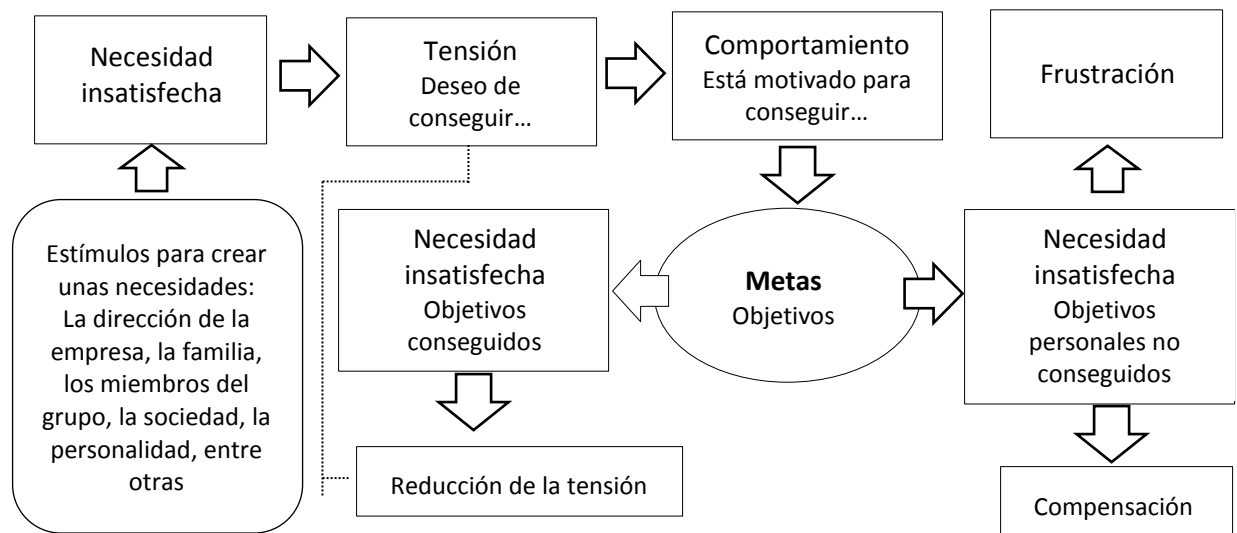 Necesidad
insatisfecha
Tensión
Deseo de
conseguir…
Comportamiento
Está motivado para
conseguir…
Frustración
Estímulos para crear
unas necesidades:
La dirección de la
empresa, la familia,
los miembros del
grupo, la sociedad, la
personalidad, entre
otras
Necesidad
insatisfecha
Objetivos
conseguidos
Metas
Objetivos
Necesidad
insatisfecha
Objetivos
personales no
conseguidos
Reducción de la tensión
Compensación